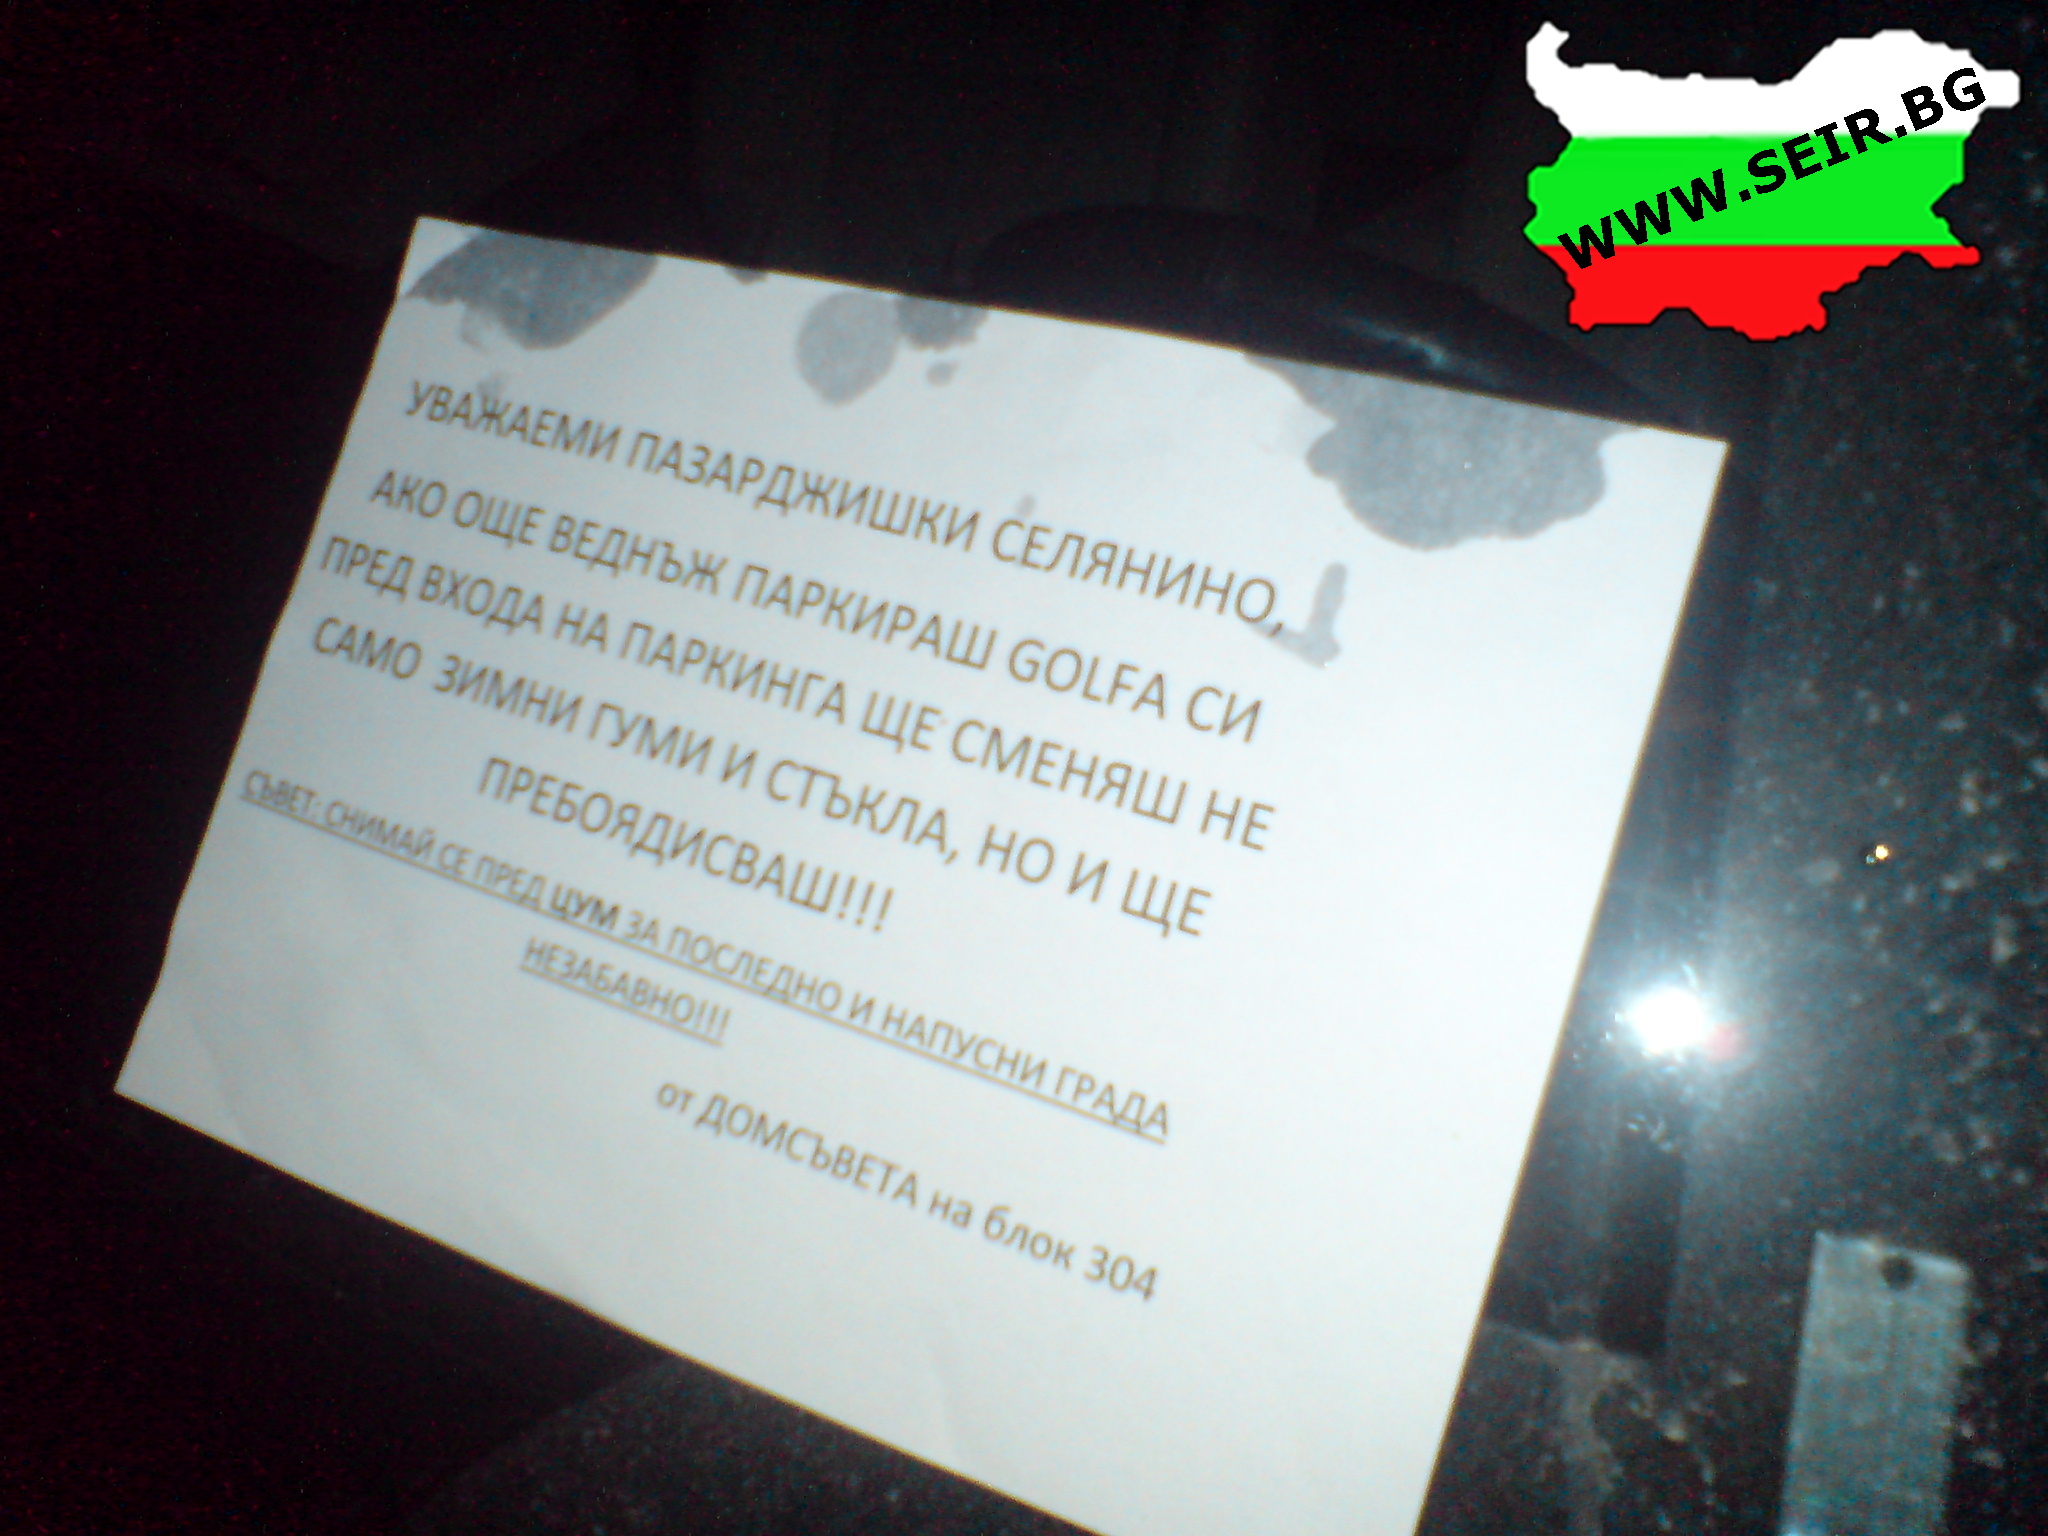 WWW.SEIR.BG
УВАЖАЕМИ ПАЗАРДЖИШКИ СЕЛЯНИНО,
АКО ОЩЕ ВЕДНЪЖ ПАРКИРАШ GOLFA СИ
ПРЕД ВХОДА НА ПАРКИНГА ЩЕ СМЕНЯШ НЕ
САМО ЗИМНИ ГУМИ И СТЪКЛА, НО И ЩЕ
ПРЕБОЯДИСВАШ!!!
СЪВЕТ: СНИМАЙ СЕ ПРЕД ЦУМ ЗА ПОСЛЕДНО И НАПУСНИ ГРАДА
НЕЗАБАВНО!!!
от ДОМСЪВЕТА на блок 304